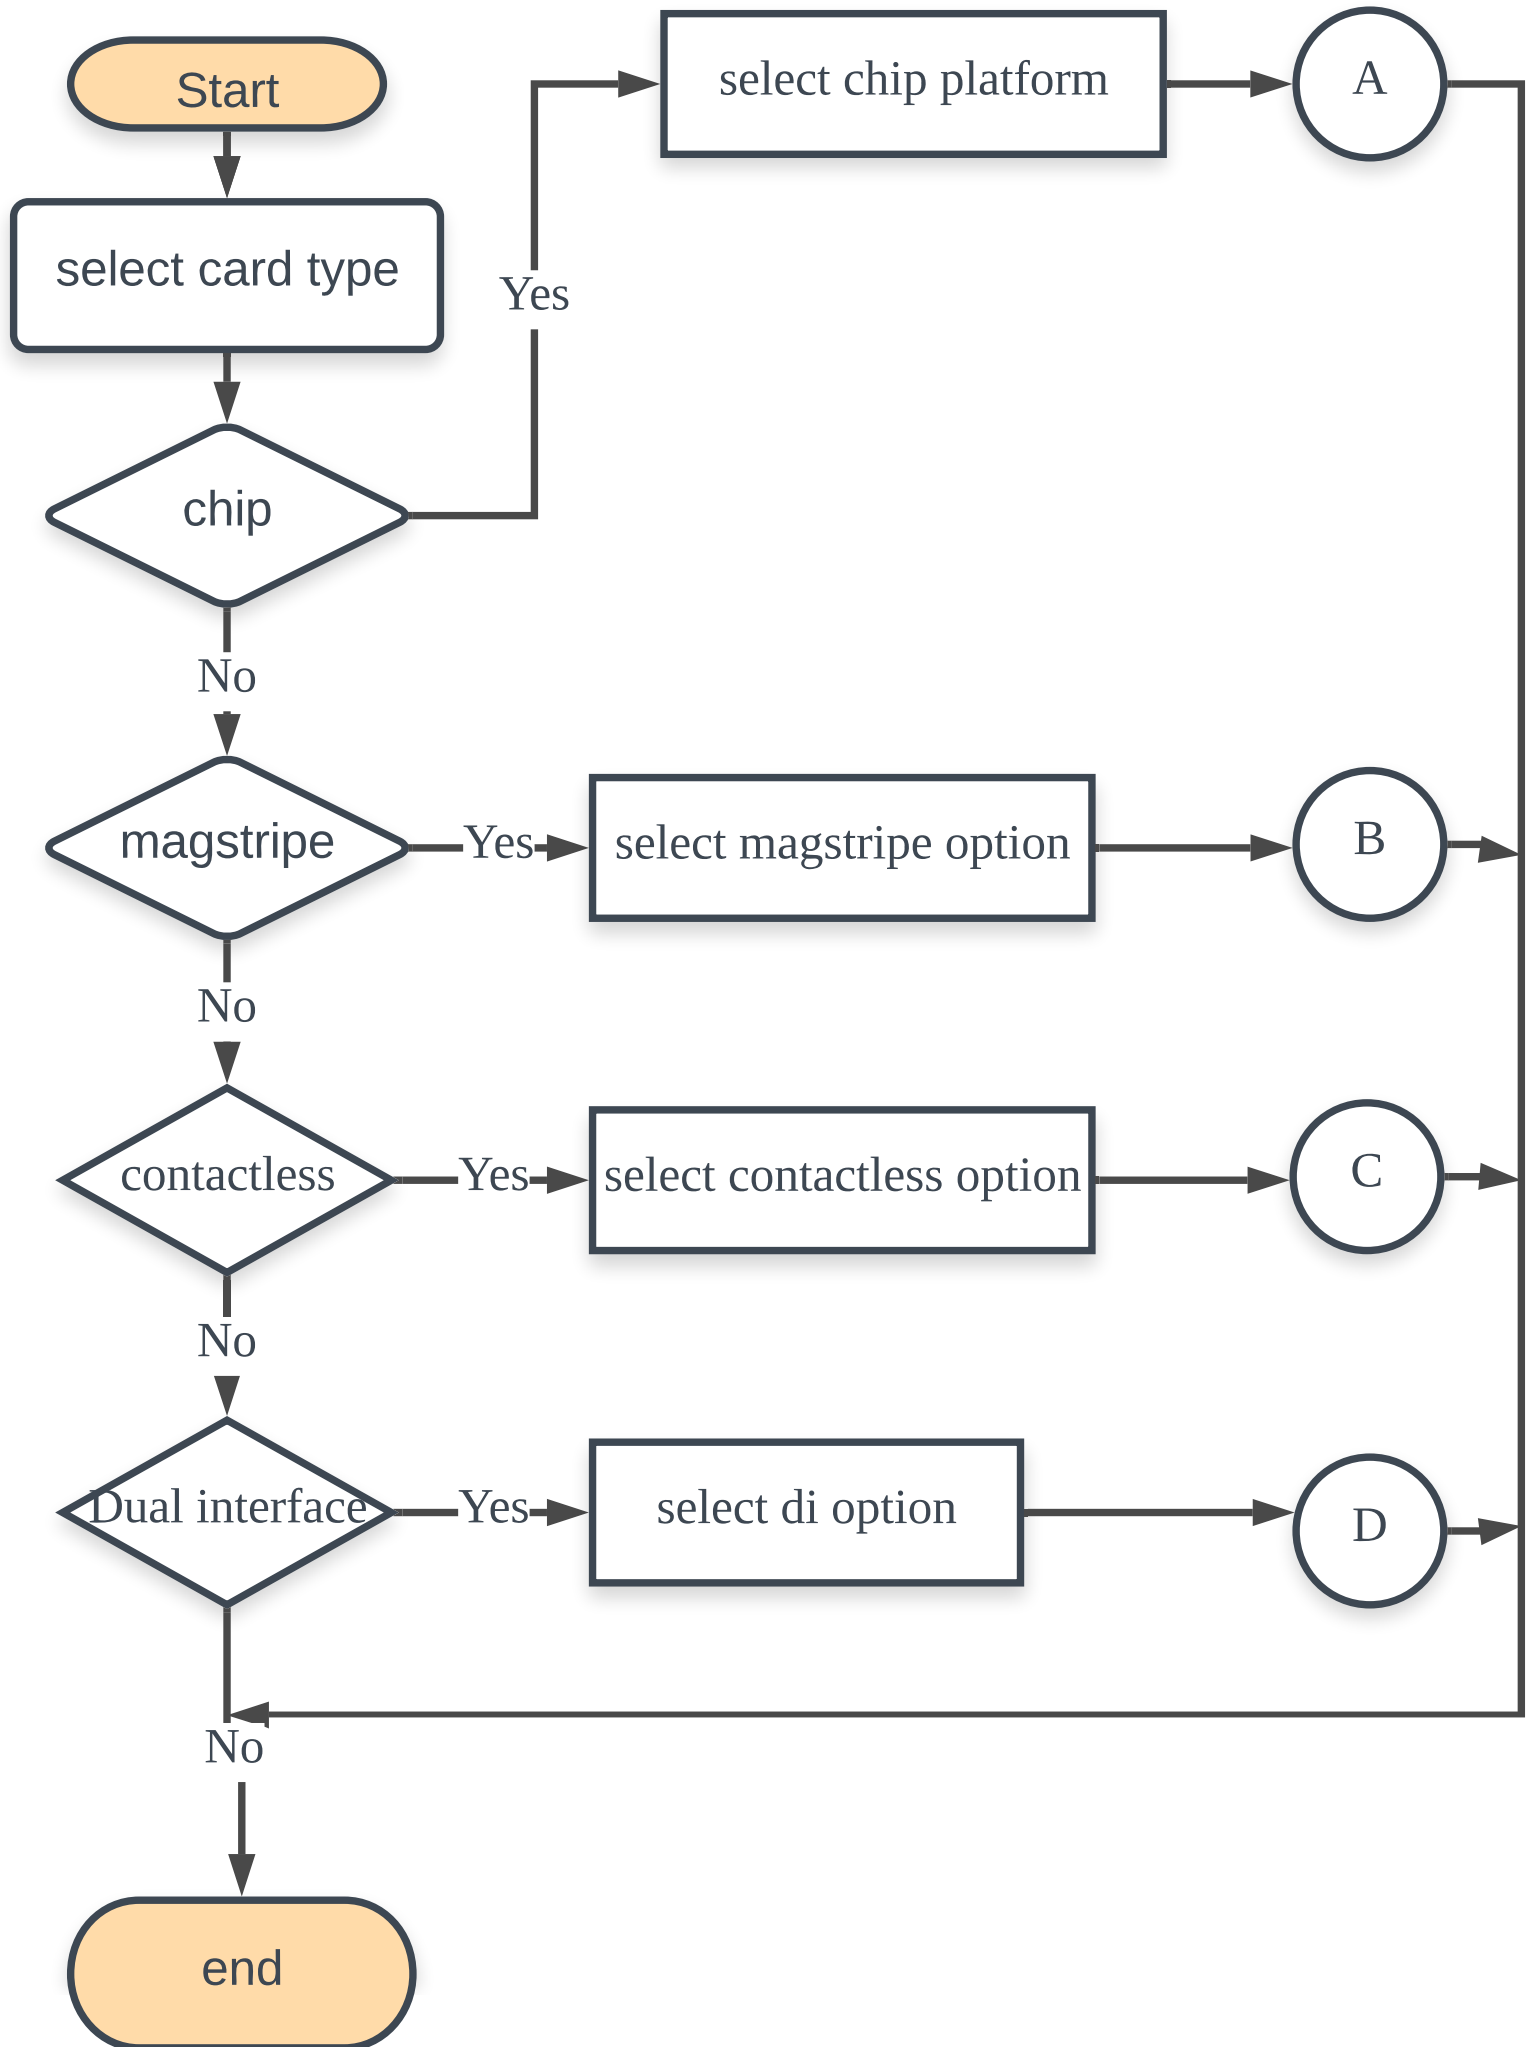 Start
select chip platform
A
select card type
Yes
chip
No
magstripe
Yes
select magstripe option
B
No
contactless
Yes
select contactless option
C
No
Dual interface
Yes
select di option
D
No
end